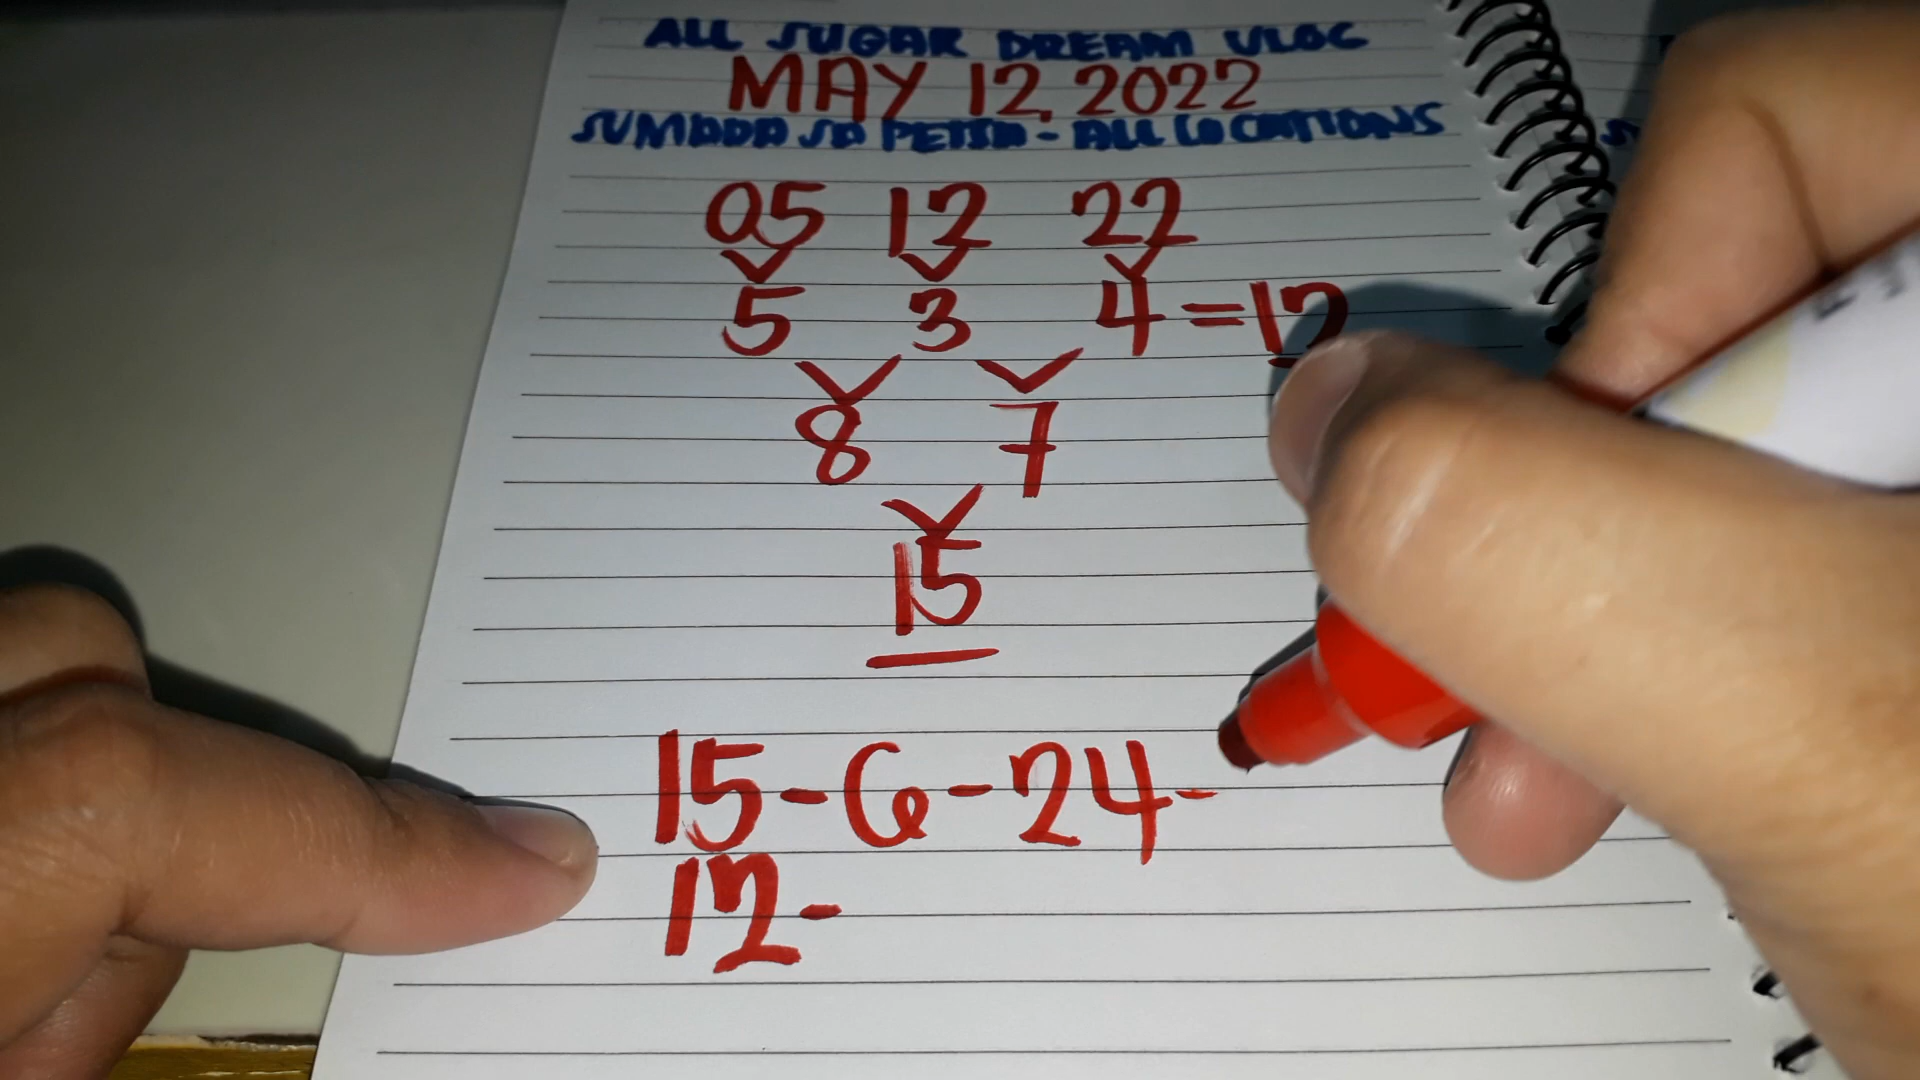 ALL SUGAR DREAM VLOG
MAY 12, 2022
SUMADA SA PETSA - ALL LOCATIONS
05 12 22
5 3 4 = 12
8 7
15
15 - 6 - 24 -
12 -